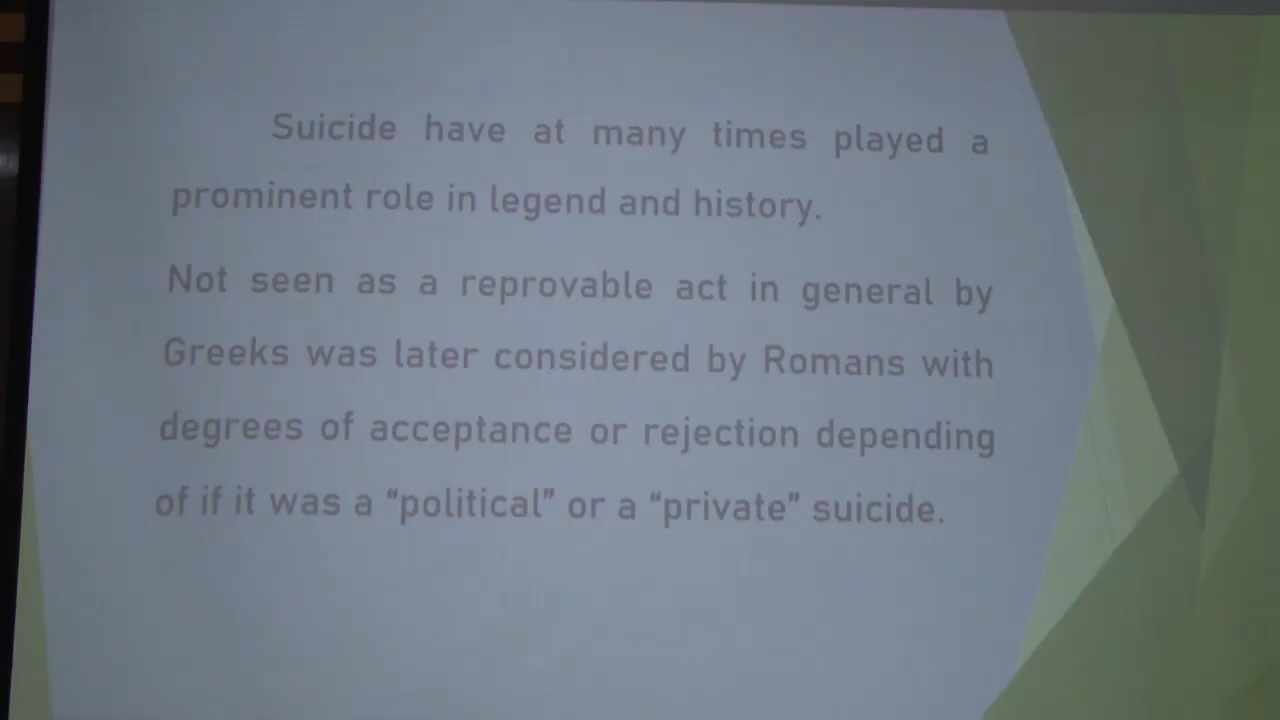 Suicide have at many times played a
prominent role in legend and history.
Not seen as a reprovable act in general by
Greeks was later considered by Romans with
degrees of acceptance or rejection depending
of if it was a “political” or a “private” suicide.